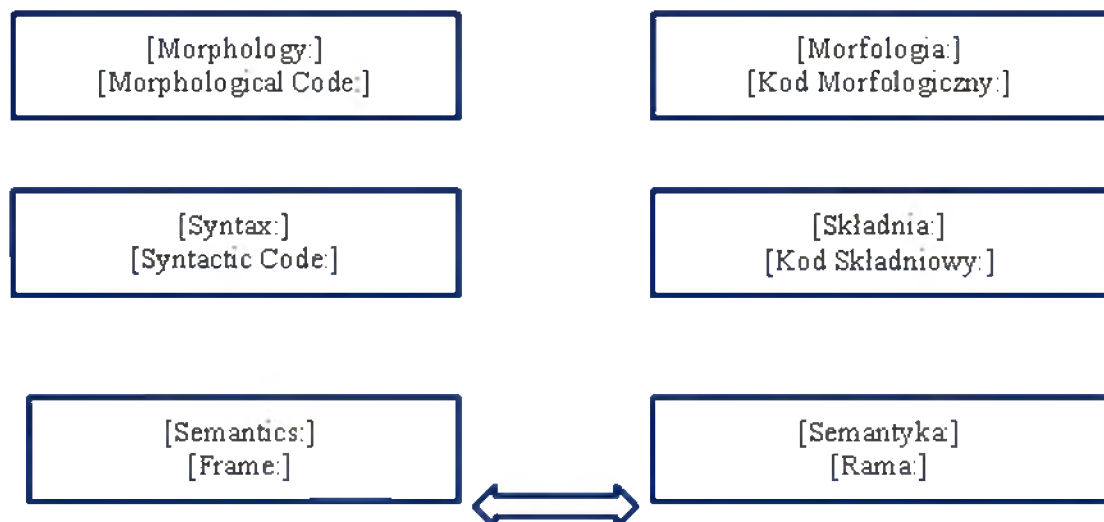 [Morphology:]
[Morphological Code:]
[Morfologia:]
[Kod Morfologiczny:]
[Syntax:]
[Syntactic Code:]
[Składnia:]
[Kod Składniowy:]
[Semantics:]
[Frame:]
[Semantyka:]
[Rama:]